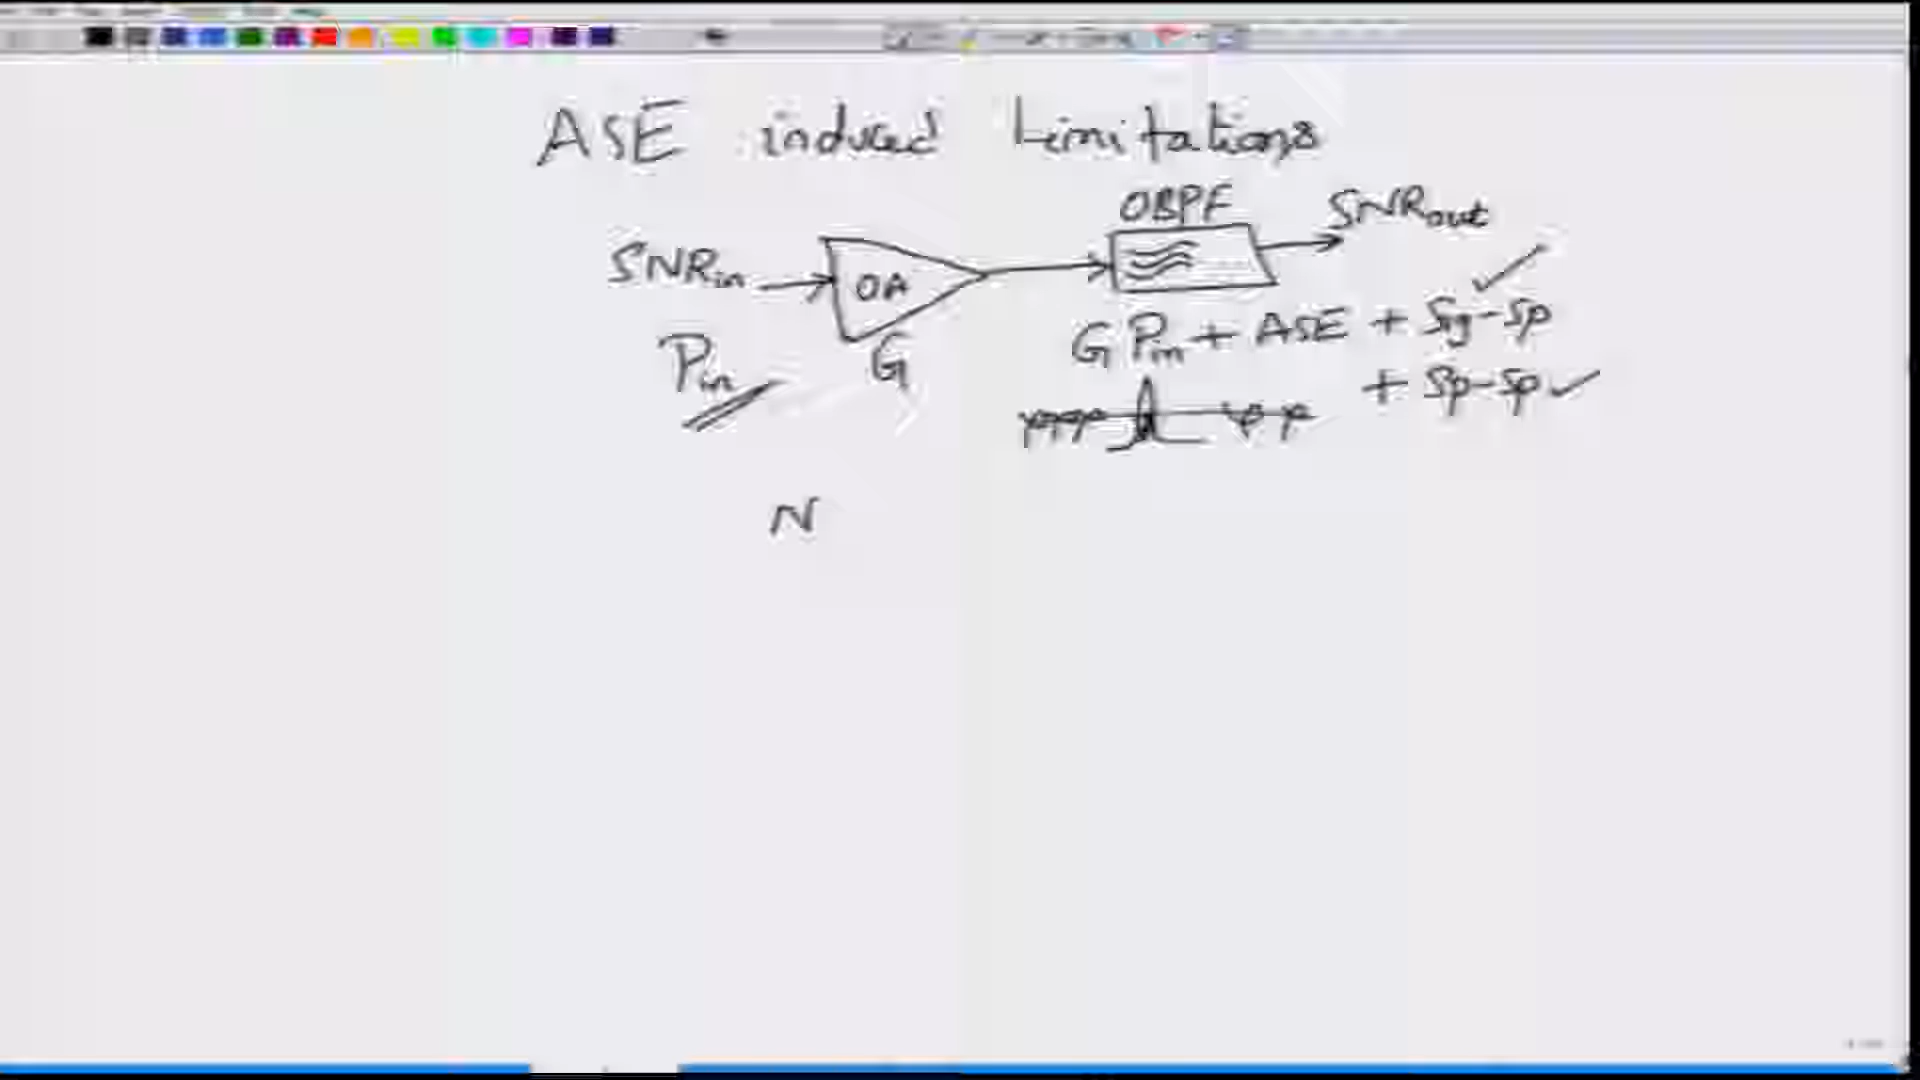 ASE induced Limitations
OBPF
SNRout
SNRin
OA
G
Pin
G Pin + ASE + Sig-Sp
+ Sp-Sp
N